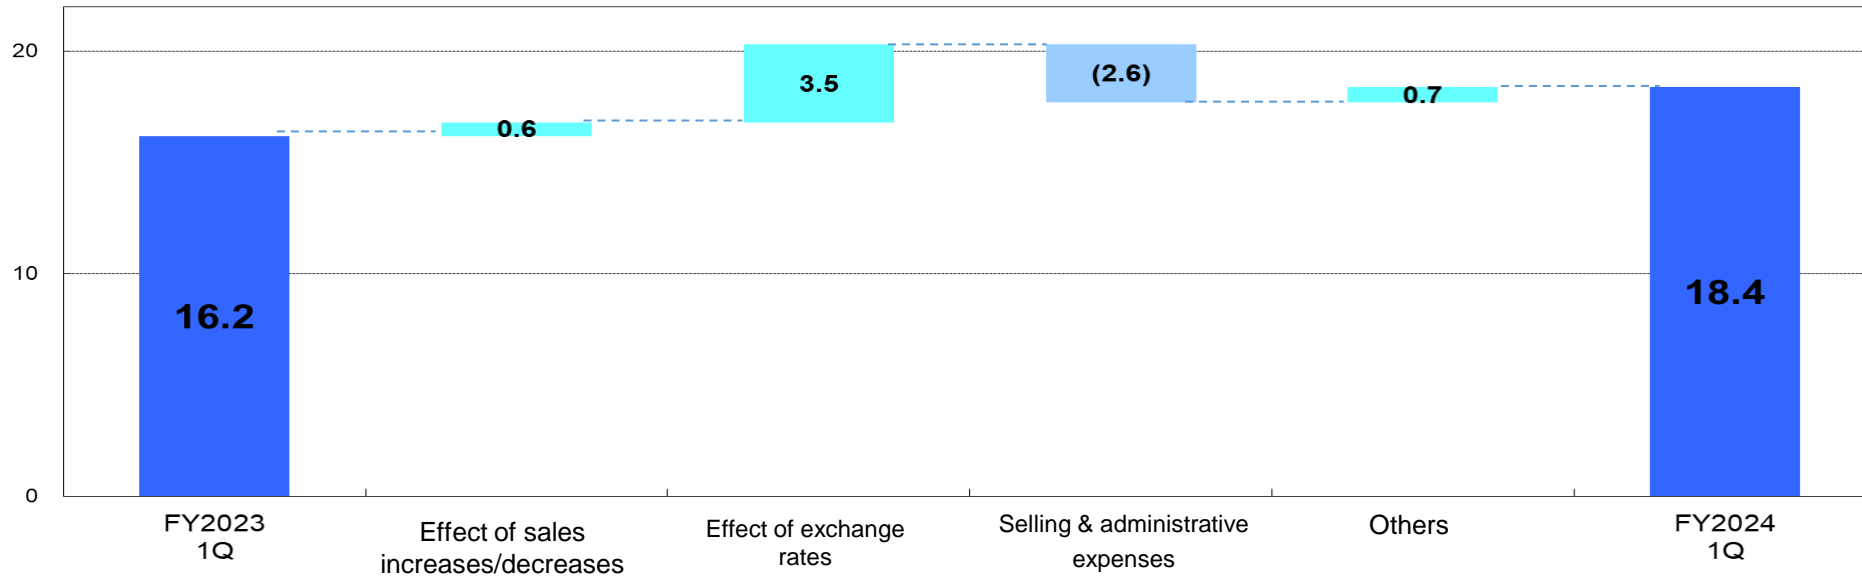 20
10
0
16.2
0.6
3.5
(2.6)
0.7
18.4
FY2023
1Q
Effect of sales
increases/decreases
Effect of exchange
rates
Selling & administrative
expenses
Others
FY2024
1Q